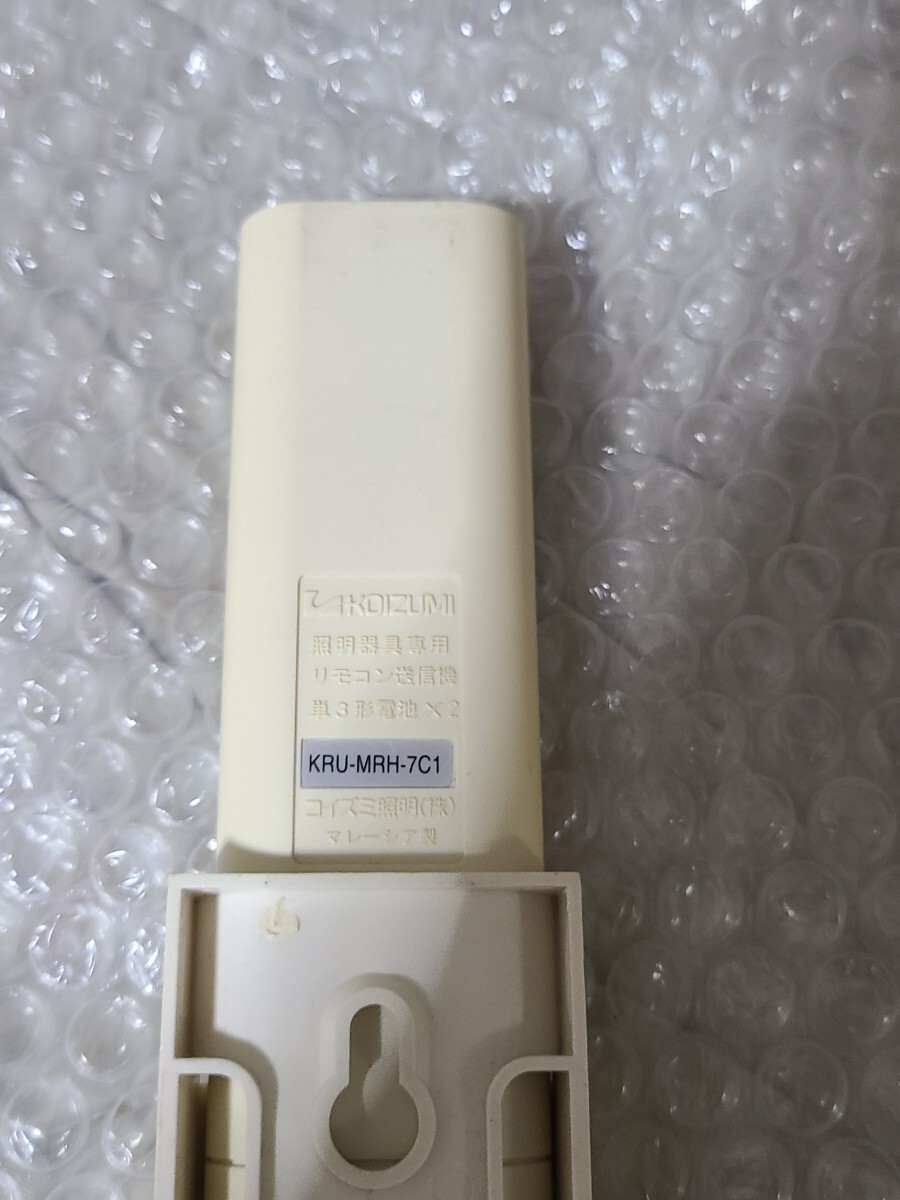 KOIZUMI
照明器具専用
リモコン送信機
単3形電池×2
KRU-MRH-7C1
コイズミ照明(株)
マレーシア製